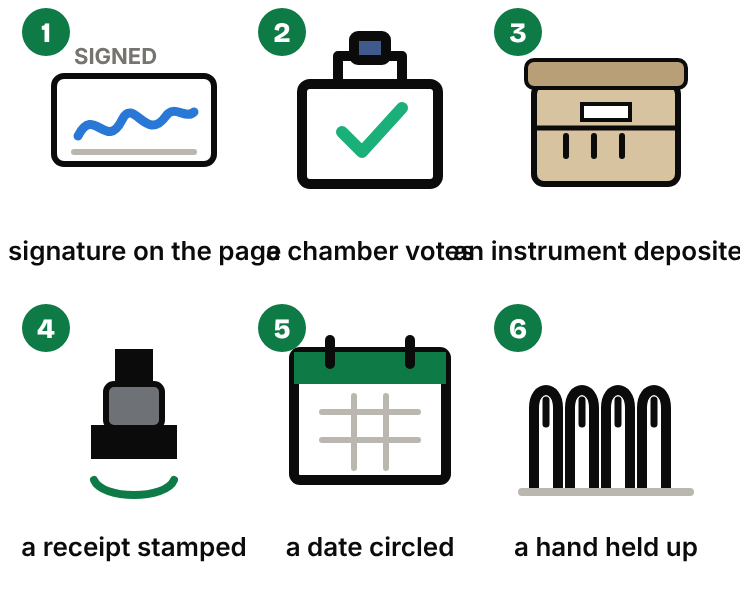 1 2 3
SIGNED
signature on the page a chamber votes an instrument deposite
4 5 6
a receipt stamped a date circled a hand held up